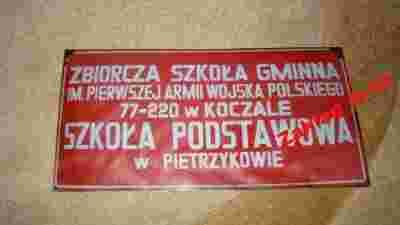 ZBIORCZA SZKOŁA GMINNA
IM. PIERWSZEJ ARMII WOJSKA POLSKIEGO
77-220 W KOCZALE
SZKOŁA PODSTAWOWA
W PIETRZYKOWIE